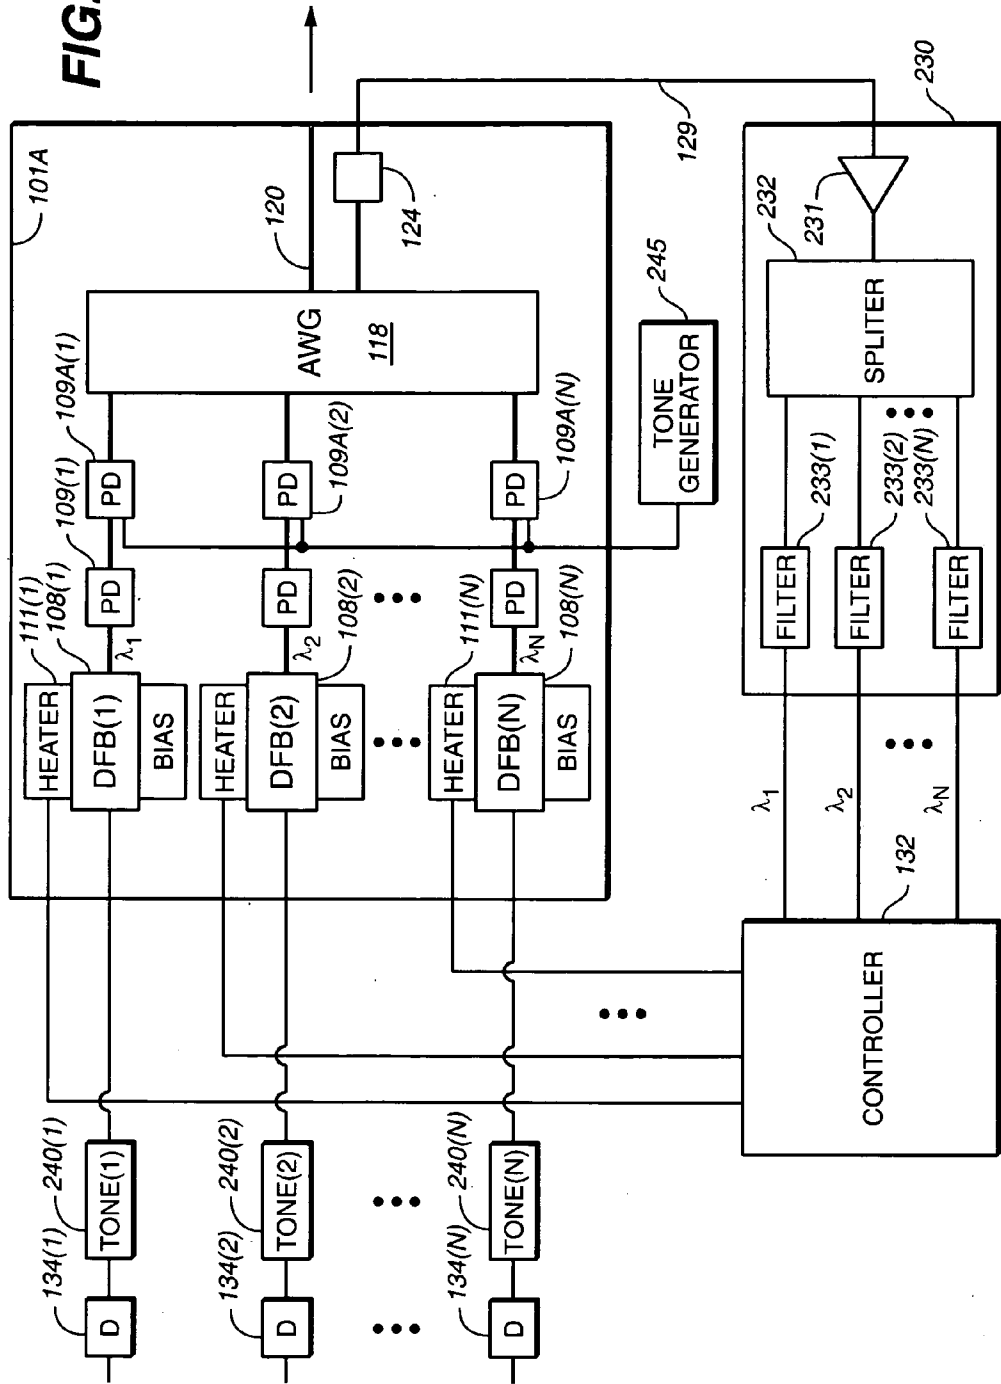 FIG.
101A
120
124
129
230
111(1)
108(1)
109(1)
109A(1)
HEATER
DFB(1)
BIAS
λ1
PD
PD
HEATER
DFB(2)
BIAS
108(2)
λ2
PD
PD
109A(2)
AWG
118
111(N)
HEATER
DFB(N)
BIAS
108(N)
λN
PD
PD
109A(N)
TONE
GENERATOR
245
134(1)
D
240(1)
TONE(1)
134(2)
D
240(2)
TONE(2)
134(N)
D
240(N)
TONE(N)
CONTROLLER
132
λ1
λ2
λN
FILTER
233(1)
FILTER
233(2)
FILTER
233(N)
SPLITER
232
231